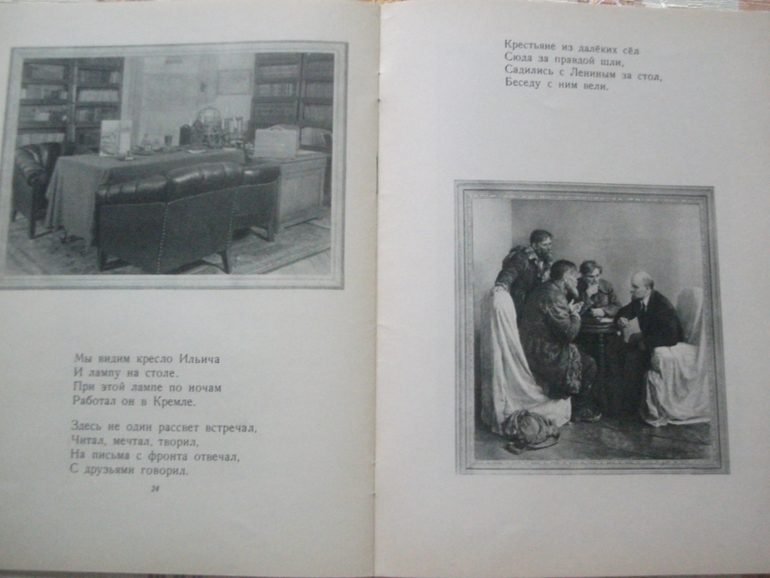 Мы видим кресло Ильича
И лампу на столе.
При этой лампе по ночам
Работал он в Кремле.
Здесь не один рассвет встречал,
Читал, мечтал, творил,
На письма с фронта отвечал,
С друзьями говорил.
24
Крестьяне из далёких сёл
Сюда за правдой шли,
Садились с Лениным за стол,
Беседу с ним вели.